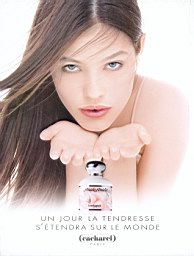 UN JOUR LA TENDRESSE
S'ÉTENDRA SUR LE MONDE
(cacharel)
PARIS